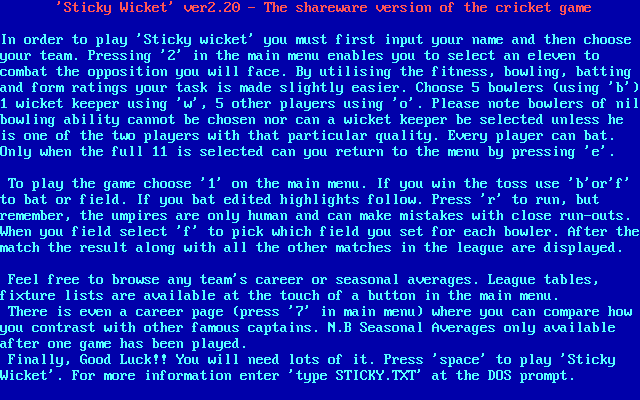 'Sticky Wicket' ver2.20 - The shareware version of the cricket game
In order to play 'Sticky wicket' you must first input your name and then choose
your team. Pressing '2' in the main menu enables you to select an eleven to
combat the opposition you will face. By utilising the fitness, bowling, batting
and form ratings your task is made slightly easier. Choose 5 bowlers (using 'b')
1 wicket keeper using 'w', 5 other players using 'o'. Please note bowlers of nil
bowling ability cannot be chosen nor can a wicket keeper be selected unless he
is one of the two players with that particular quality. Every player can bat.
Only when the full 11 is selected can you return to the menu by pressing 'e'.
To play the game choose '1' on the main menu. If you win the toss use 'b'or'f'
to bat or field. If you bat edited highlights follow. Press 'r' to run, but
remember, the umpires are only human and can make mistakes with close run-outs.
When you field select 'f' to pick which field you set for each bowler. After the
match the result along with all the other matches in the league are displayed.
Feel free to browse any team's career or seasonal averages. League tables,
fixture lists are available at the touch of a button in the main menu.
There is even a career page (press '7' in main menu) where you can compare how
you contrast with other famous captains. N.B Seasonal Averages only available
after one game has been played.
Finally, Good Luck!! You will need lots of it. Press 'space' to play 'Sticky
Wicket'. For more information enter 'type STICKY.TXT' at the DOS prompt.